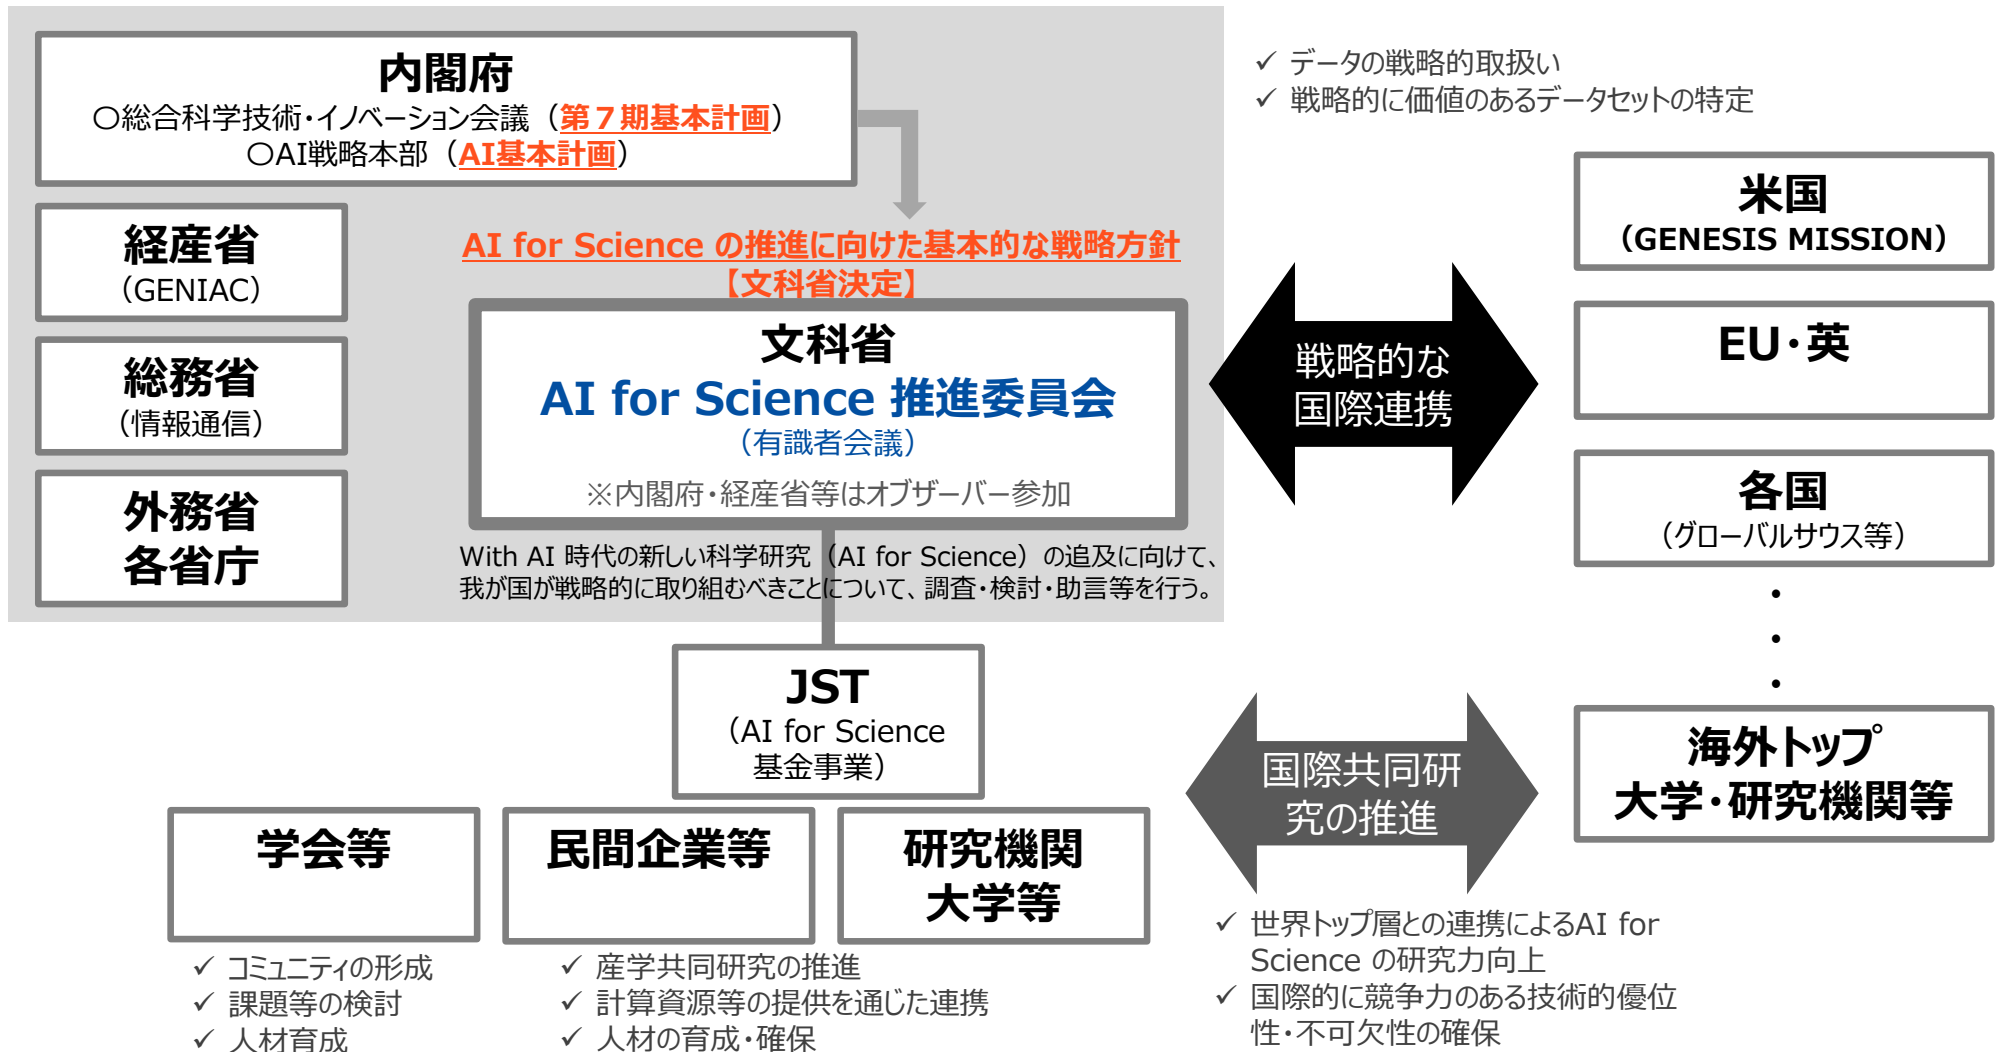 内閣府
〇総合科学技術・イノベーション会議（第７期基本計画）
〇AI戦略本部（AI基本計画）
経産省
（GENIAC）
総務省
（情報通信）
外務省
各省庁
AI for Science の推進に向けた基本的な戦略方針
【文科省決定】
文科省
AI for Science 推進委員会
（有識者会議）
※内閣府・経産省等はオブザーバー参加
With AI 時代の新しい科学研究（AI for Science）の追及に向けて、
我が国が戦略的に取り組むべきことについて、調査・検討・助言等を行う。
JST
（AI for Science
基金事業）
学会等
✓ コミュニティの形成
✓ 課題等の検討
✓ 人材育成
民間企業等
研究機関
大学等
✓ 産学共同研究の推進
✓ 計算資源等の提供を通じた連携
✓ 人材の育成・確保
✓ データの戦略的取扱い
✓ 戦略的に価値のあるデータセットの特定
戦略的な
国際連携
米国
（GENESIS MISSION）
EU・英
各国
（グローバルサウス等）
・
・
・
海外トップ
大学・研究機関等
国際共同研
究の推進
✓ 世界トップ層との連携によるAI for
Science の研究力向上
✓ 国際的に競争力のある技術的優位
性・不可欠性の確保